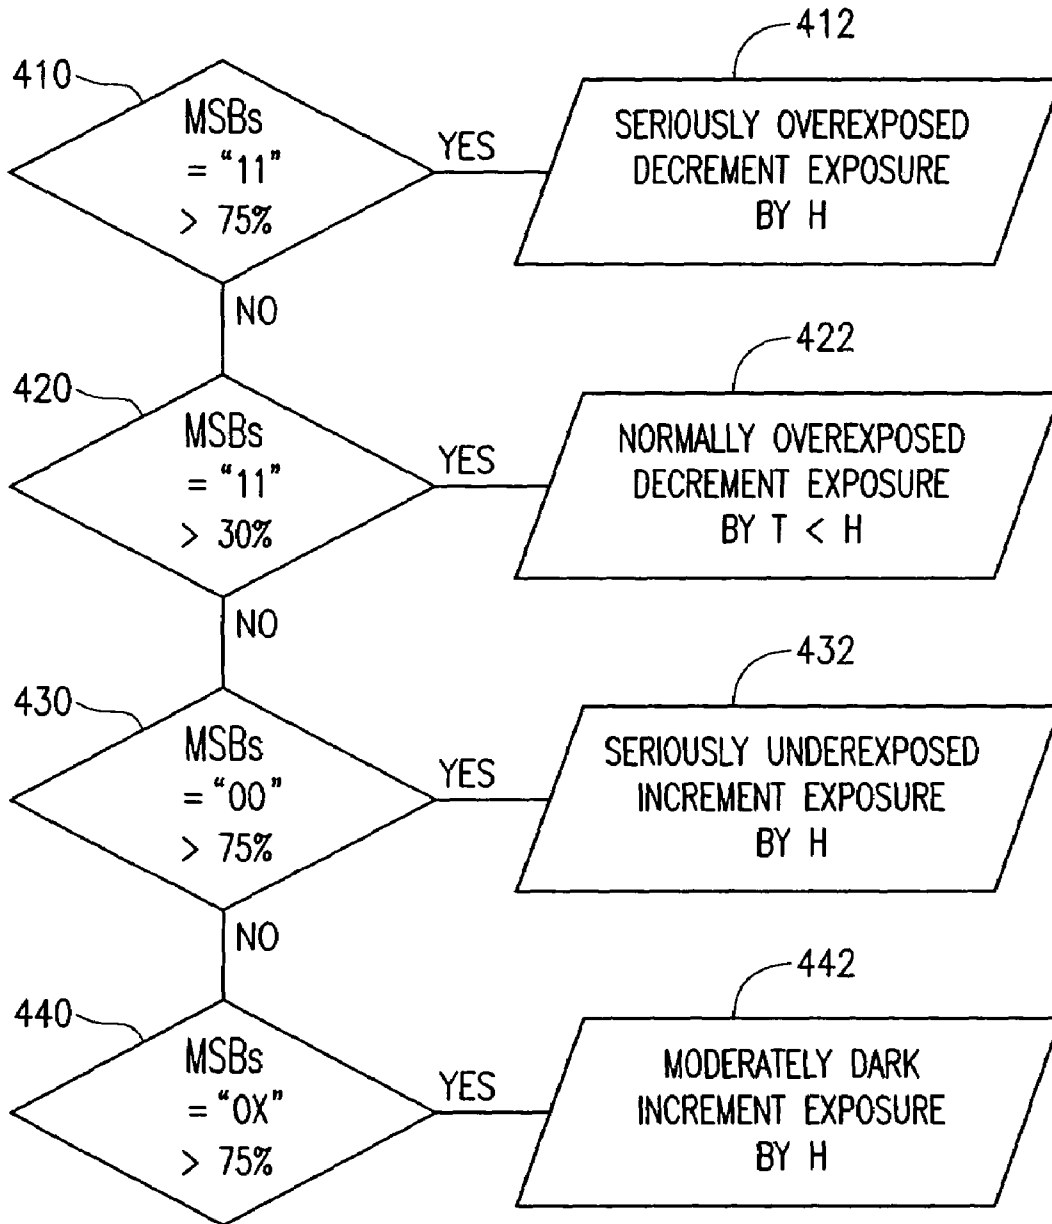 410
MSBs
= "11"
> 75%
YES
412
SERIOUSLY OVEREXPOSED
DECREMENT EXPOSURE
BY H
NO
420
MSBs
= "11"
> 30%
YES
422
NORMALLY OVEREXPOSED
DECREMENT EXPOSURE
BY T < H
NO
430
MSBs
= "00"
> 75%
YES
432
SERIOUSLY UNDEREXPOSED
INCREMENT EXPOSURE
BY H
NO
440
MSBs
= "0X"
> 75%
YES
442
MODERATELY DARK
INCREMENT EXPOSURE
BY H